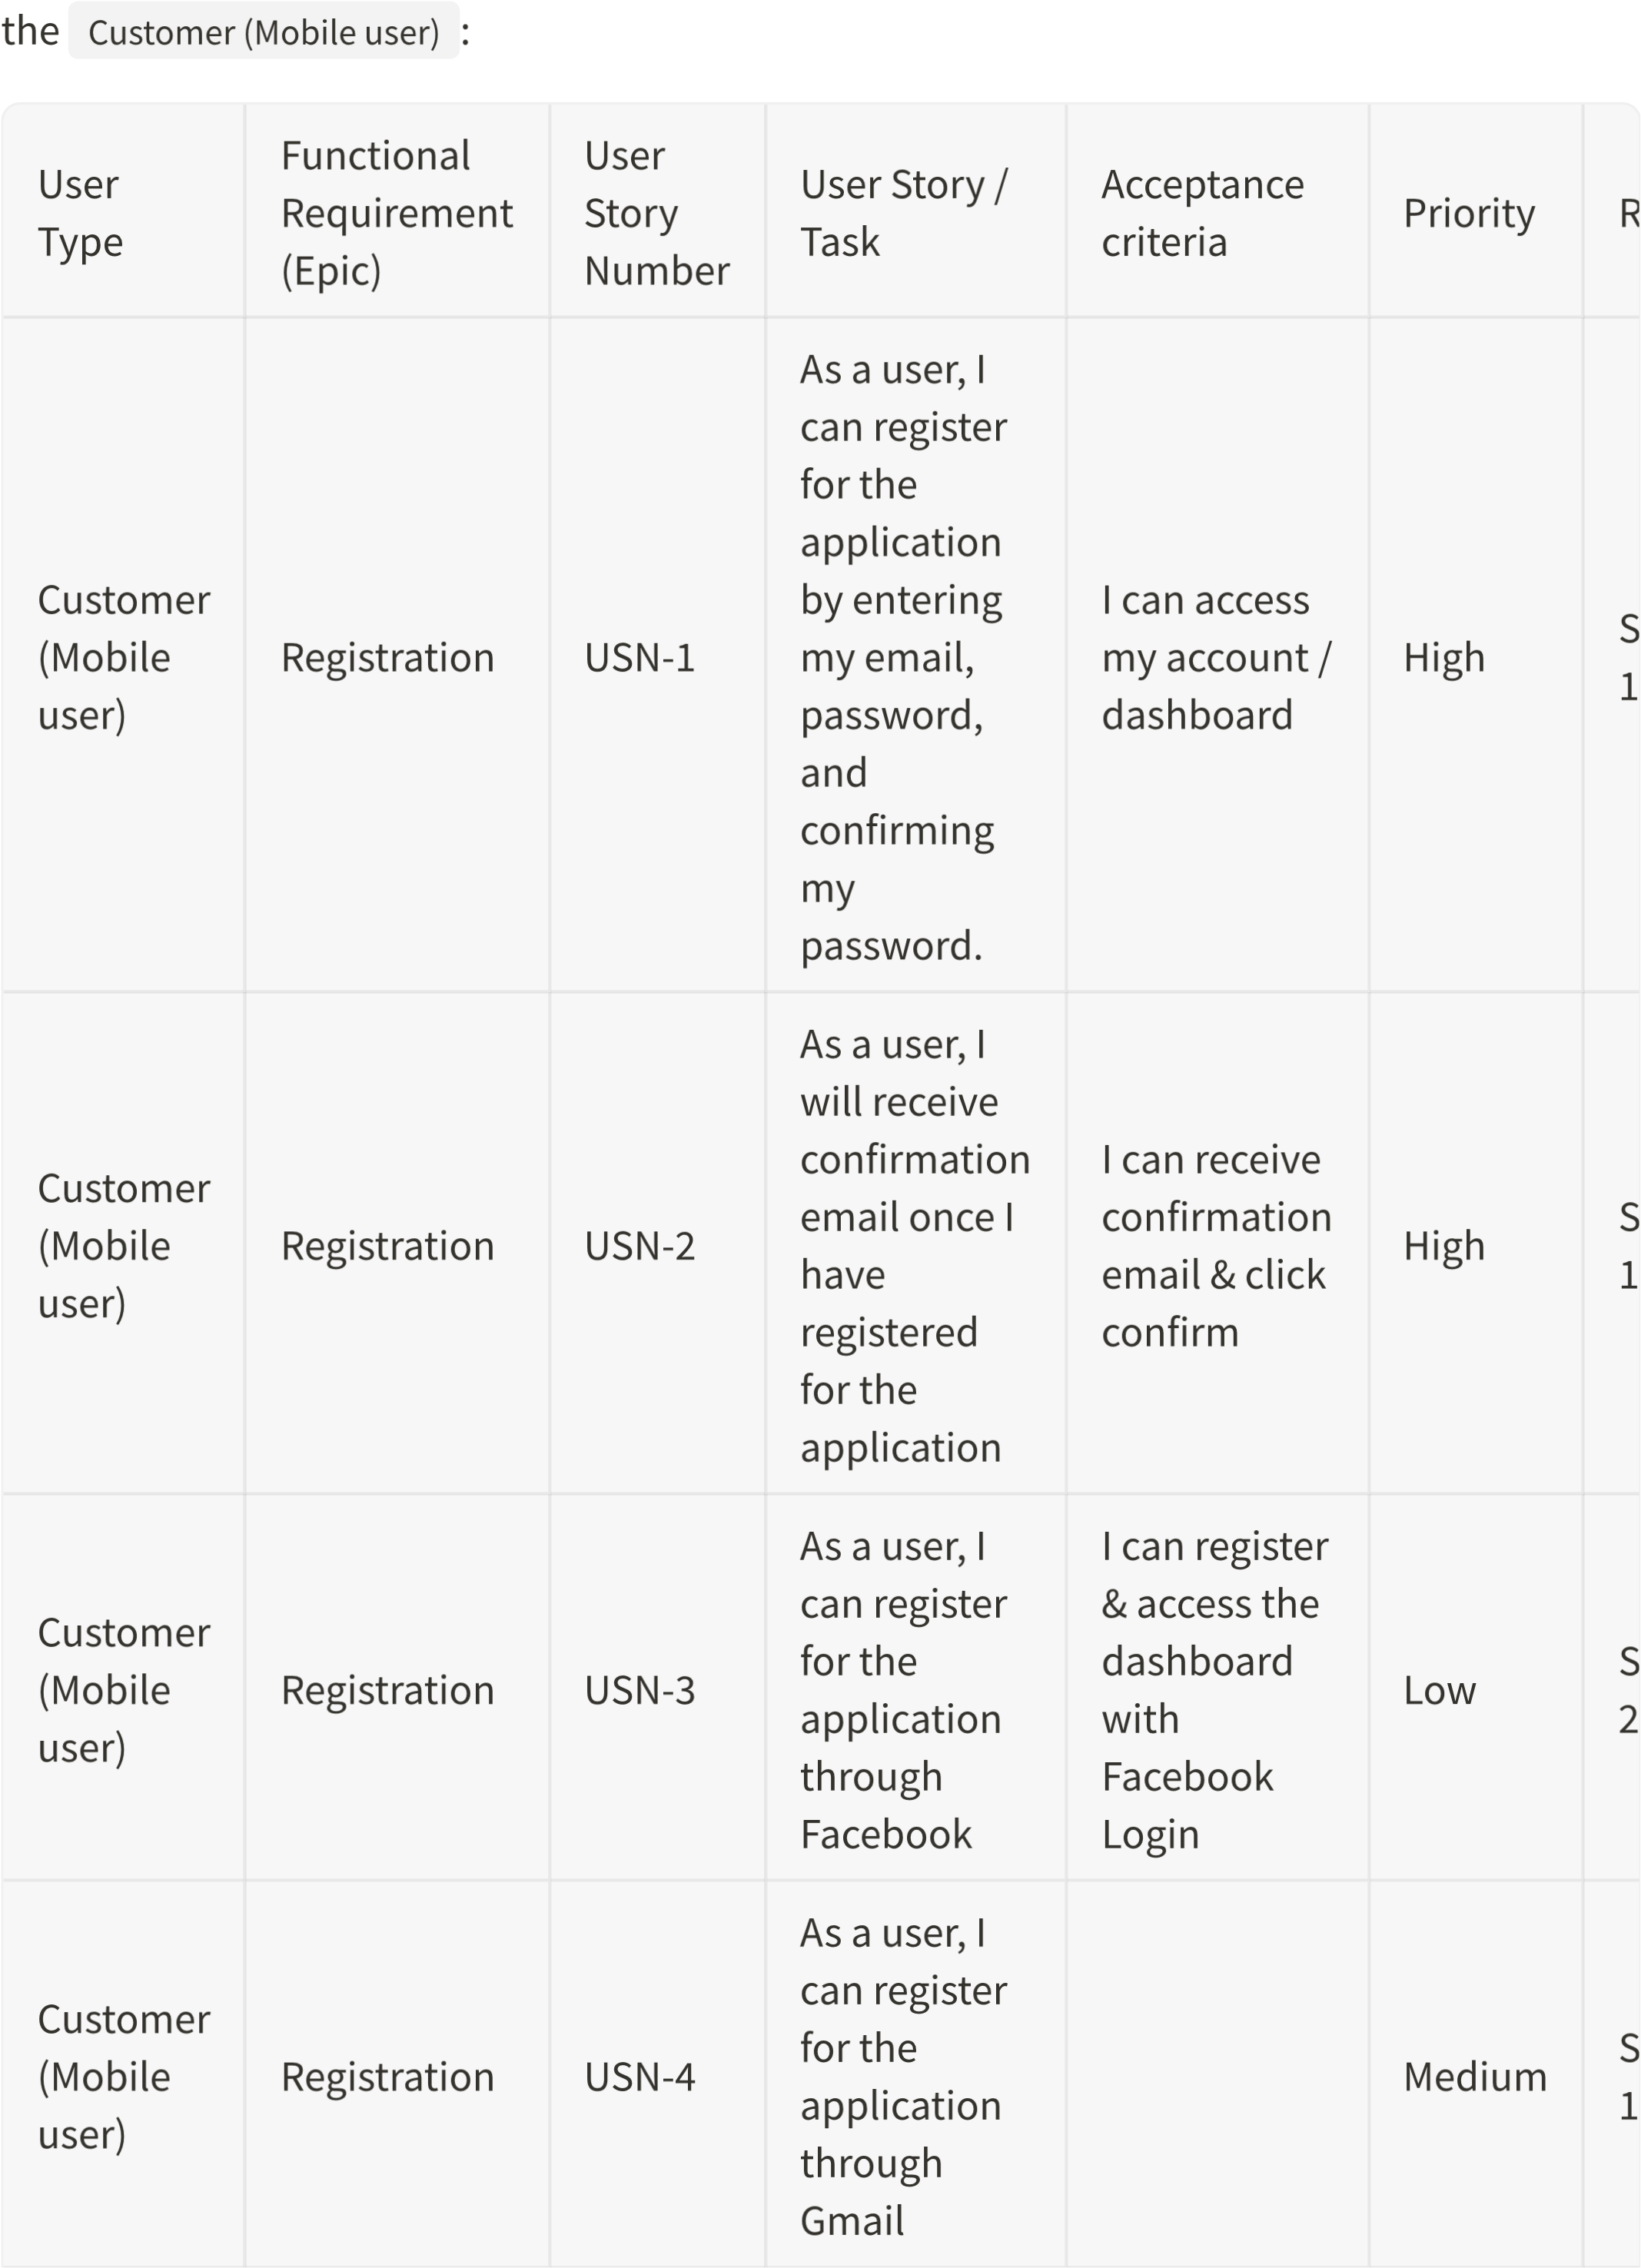 the Customer (Mobile user) :
User Type
Functional Requirement (Epic)
User Story Number
User Story / Task
Acceptance criteria
Priority
R
Customer (Mobile user)
Registration
USN-1
As a user, I can register for the application by entering my email, password, and confirming my password.
I can access my account / dashboard
High
S 1
Customer (Mobile user)
Registration
USN-2
As a user, I will receive confirmation email once I have registered for the application
I can receive confirmation email & click confirm
High
S 1
Customer (Mobile user)
Registration
USN-3
As a user, I can register for the application through Facebook
I can register & access the dashboard with Facebook Login
Low
S 2
Customer (Mobile user)
Registration
USN-4
As a user, I can register for the application through Gmail
Medium
S 1